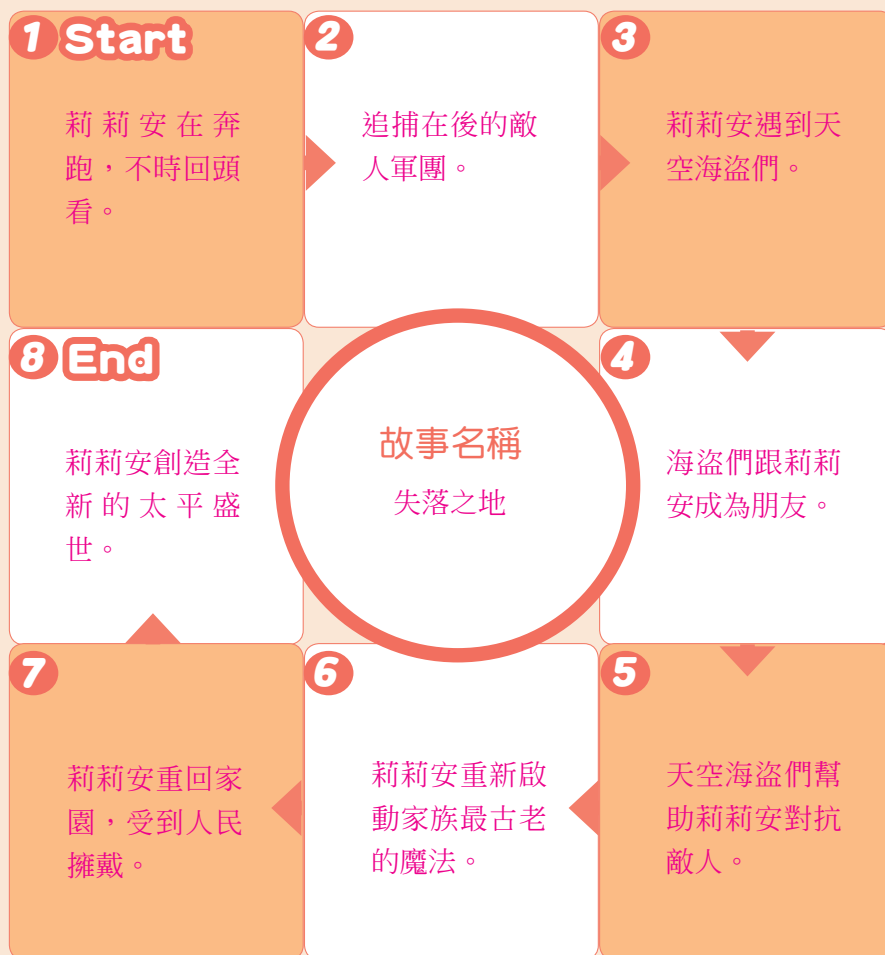 1 Start
莉莉安在奔
跑，不時回頭
看。
2
追捕在後的敵
人軍團。
3
莉莉安遇到天
空海盜們。
4
海盜們跟莉莉
安成為朋友。
5
天空海盜們幫
助莉莉安對抗
敵人。
6
莉莉安重新啟
動家族最古老
的魔法。
7
莉莉安重回家
園，受到人民
擁戴。
8 End
莉莉安創造全
新的太平盛
世。
故事名稱
失落之地